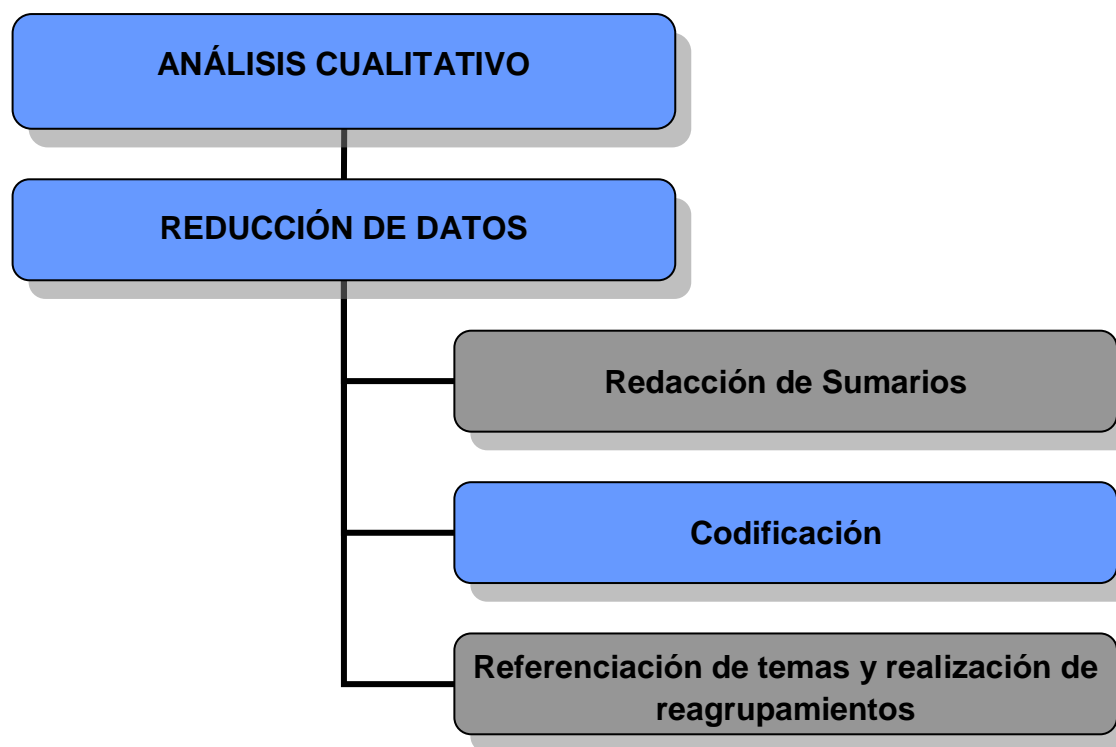 ANÁLISIS CUALITATIVO
REDUCCIÓN DE DATOS
Redacción de Sumarios
Codificación
Referenciación de temas y realización de
reagrupamientos